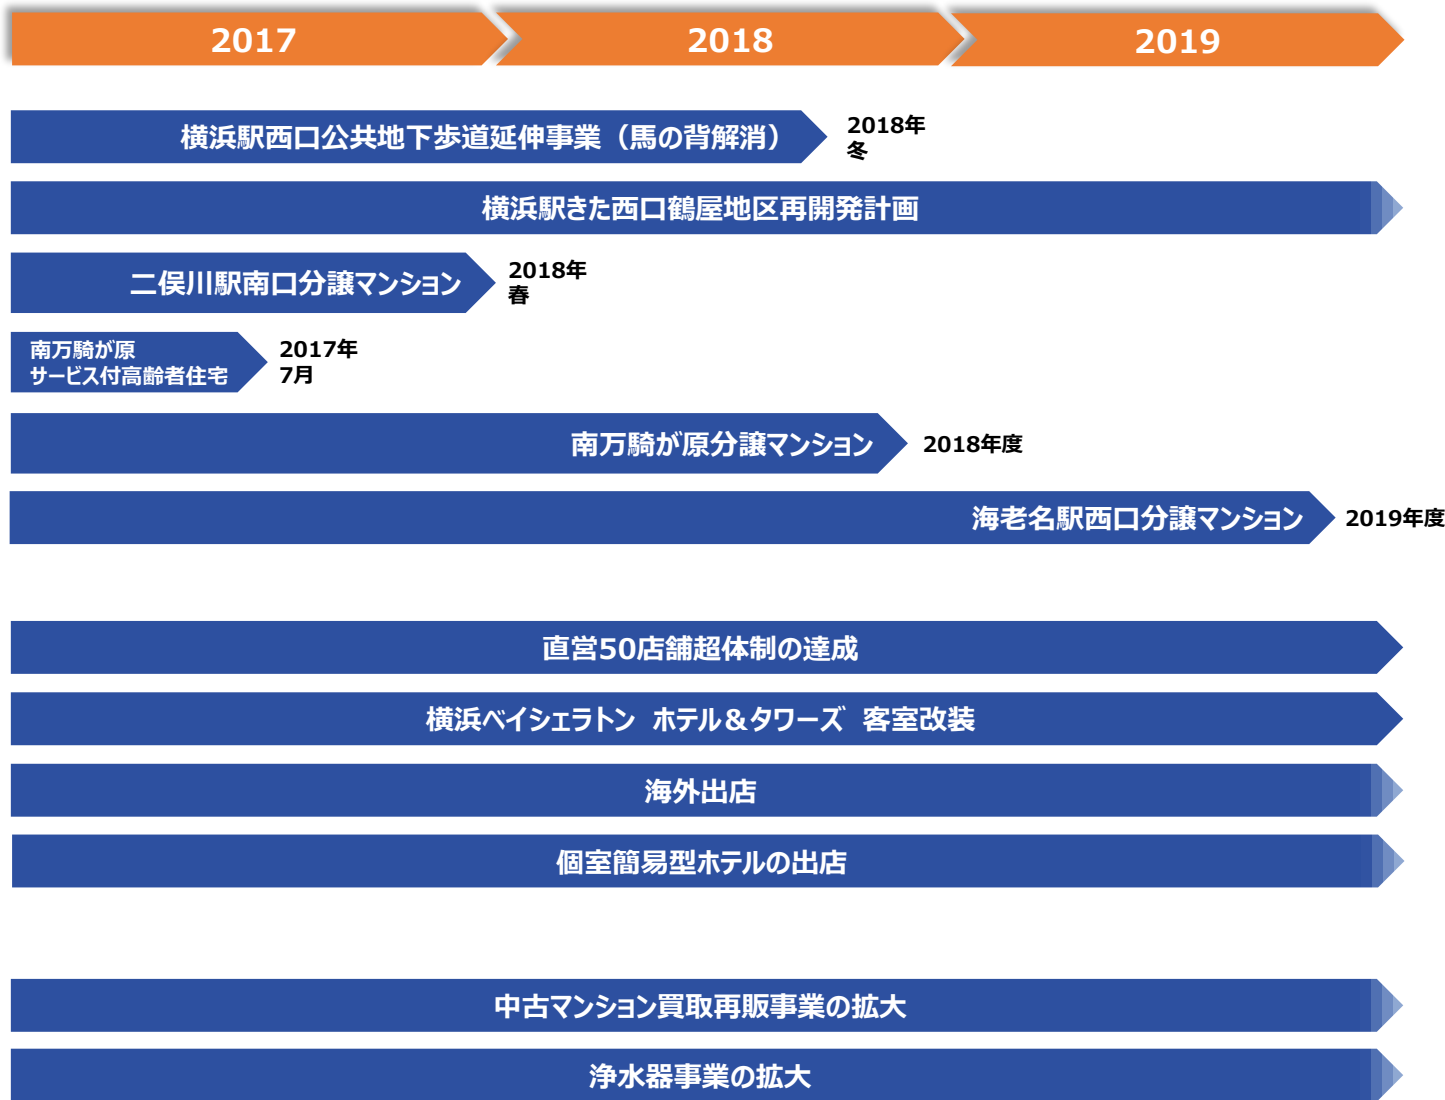 2017 2018 2019
横浜駅西口公共地下歩道延伸事業（馬の背解消）
2018年
冬
横浜駅きた西口鶴屋地区再開発計画
二俣川駅南口分譲マンション
2018年
春
南万騎が原
サービス付高齢者住宅
2017年
7月
南万騎が原分譲マンション
2018年度
海老名駅西口分譲マンション
2019年度
直営50店舗超体制の達成
横浜ベイシェラトン ホテル＆タワーズ 客室改装
海外出店
個室簡易型ホテルの出店
中古マンション買取再販事業の拡大
浄水器事業の拡大